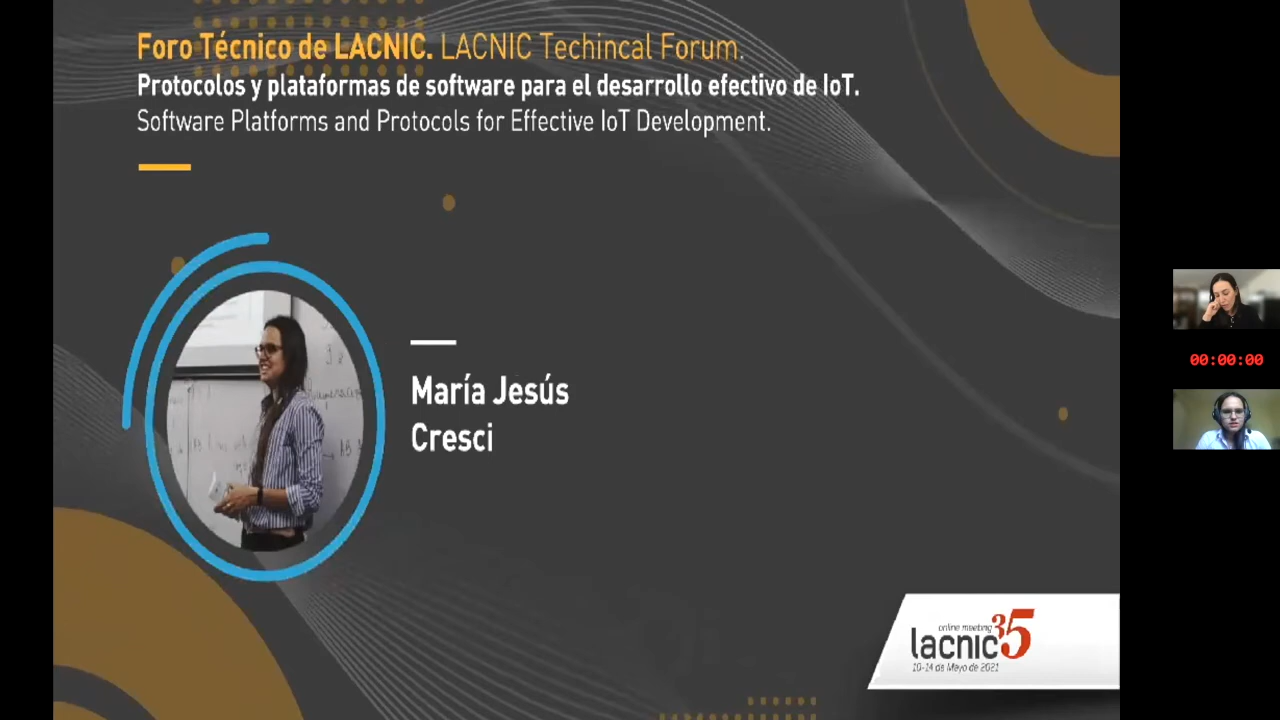 Foro Técnico de LACNIC. LACNIC Techincal Forum.
Protocolos y plataformas de software para el desarrollo efectivo de IoT.
Software Platforms and Protocols for Effective IoT Development.
María Jesús
Cresci
00:00:00
online meeting
lacnic35
10-14 de Mayo de 2021